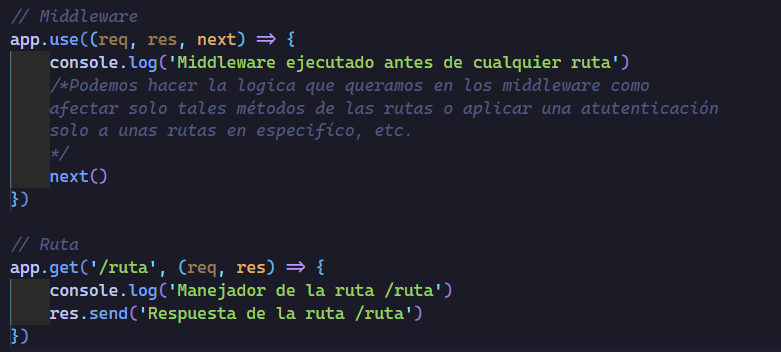 // Middleware
app.use((req, res, next) => {
    console.log('Middleware ejecutado antes de cualquier ruta')
    /*Podemos hacer la logica que queramos en los middleware como
    afectar solo tales métodos de las rutas o aplicar una atutenticación
    solo a unas rutas en especifíco, etc.
    */
    next()
})
// Ruta
app.get('/ruta', (req, res) => {
    console.log('Manejador de la ruta /ruta')
    res.send('Respuesta de la ruta /ruta')
})